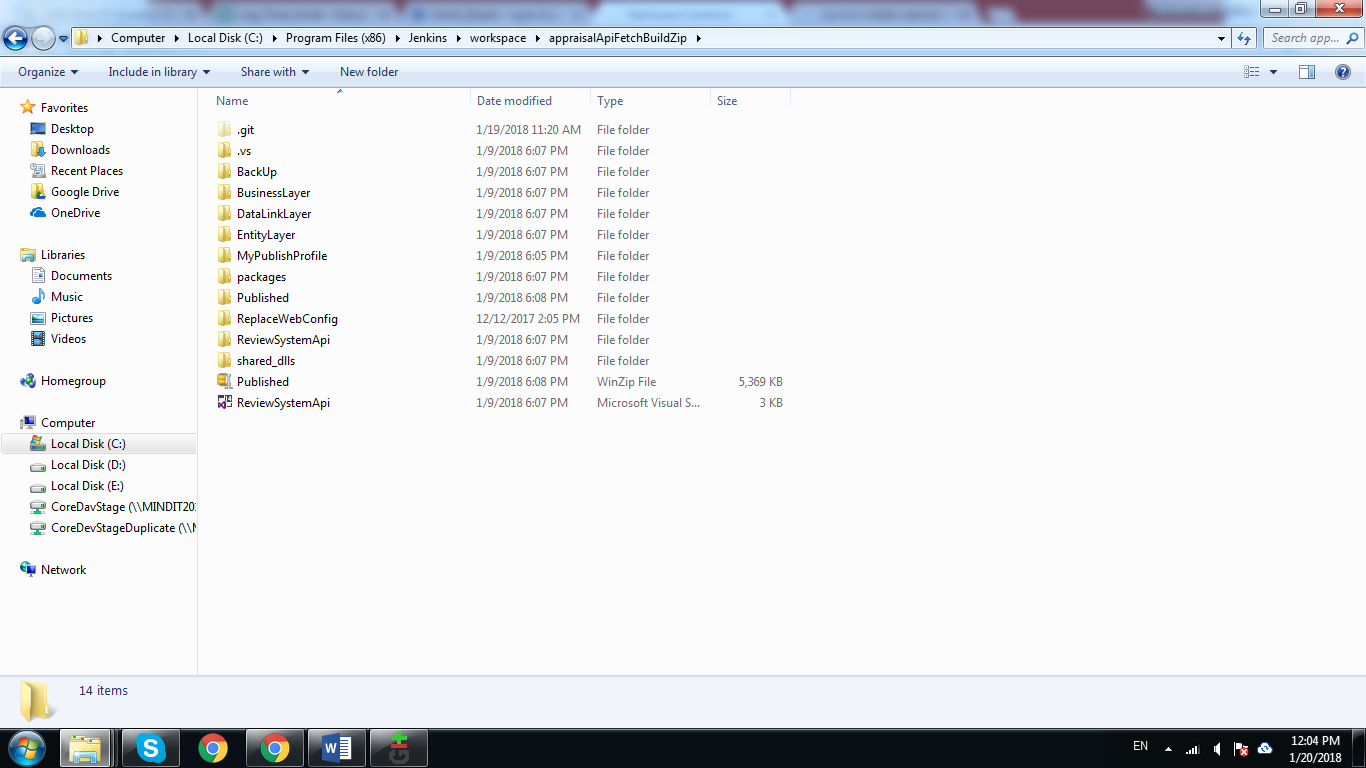 Computer Local Disk (C:) Program Files (x86) Jenkins workspace appraisalApiFetchBuildZip Search app...
Organize Include in library Share with New folder
Name Date modified Type Size
Favorites
Desktop
Downloads
Recent Places
Google Drive
OneDrive
Libraries
Documents
Music
Pictures
Videos
Homegroup
Computer
Local Disk (C:)
Local Disk (D:)
Local Disk (E:)
CoreDavStage (\\MINDIT20
CoreDevStageDuplicate (\\M
Network
.git 1/19/2018 11:20 AM File folder
.vs 1/9/2018 6:07 PM File folder
BackUp 1/9/2018 6:07 PM File folder
BusinessLayer 1/9/2018 6:07 PM File folder
DataLinkLayer 1/9/2018 6:07 PM File folder
EntityLayer 1/9/2018 6:07 PM File folder
MyPublishProfile 1/9/2018 6:05 PM File folder
packages 1/9/2018 6:07 PM File folder
Published 1/9/2018 6:08 PM File folder
ReplaceWebConfig 12/12/2017 2:05 PM File folder
ReviewSystemApi 1/9/2018 6:07 PM File folder
shared_dlls 1/9/2018 6:07 PM File folder
Published 1/9/2018 6:08 PM WinZip File 5,369 KB
ReviewSystemApi 1/9/2018 6:07 PM Microsoft Visual S... 3 KB
14 items
EN 12:04 PM
1/20/2018